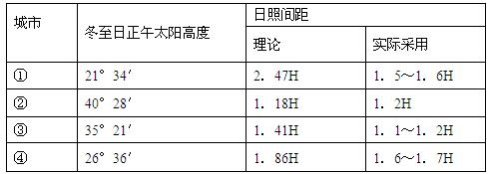 城市 冬至日正午太阳高度 日照间距
理论 实际采用
① 21° 34′ 2. 47H 1. 5～1. 6H
② 40° 28′ 1. 18H 1. 2H
③ 35° 21′ 1. 41H 1. 1～1. 2H
④ 26° 36′ 1. 86H 1. 6～1. 7H